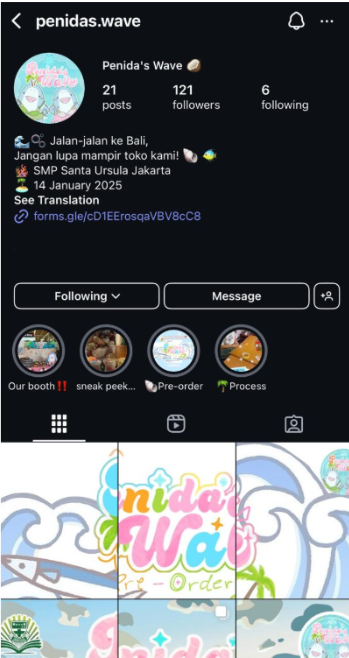 penidas.wave
Penida's Wave
Penida's Wave 🦪
21 121 6
posts followers following
🌊🫧 Jalan-jalan ke Bali,
Jangan lupa mampir toko kami! 🐚 🐠
🪸 SMP Santa Ursula Jakarta
🏝️ 14 January 2025
See Translation
forms.gle/cD1EErosqaVBV8cC8
Following Message
Our booth‼️ sneak peek... 🐚Pre-order 🌴Process
enida's
Wa
Pre - Order